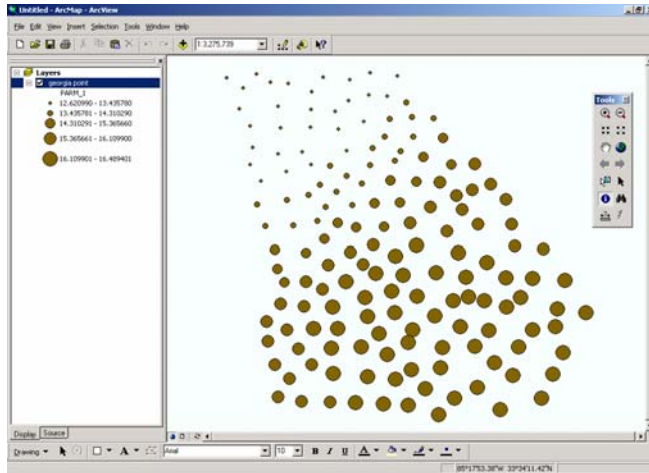 Untitled - ArcMap - ArcView
File Edit View Insert Selection Tools Window Help
1:3,275,739
Layers
georgia point
PARM_1
12.620990 - 13.435780
13.435781 - 14.310290
14.310291 - 15.365660
15.365661 - 16.109900
16.109901 - 16.489401
Tools
Display Source
Drawing A Arial 10 B I U A
85°17'53.38"W 33°34'11.42"N